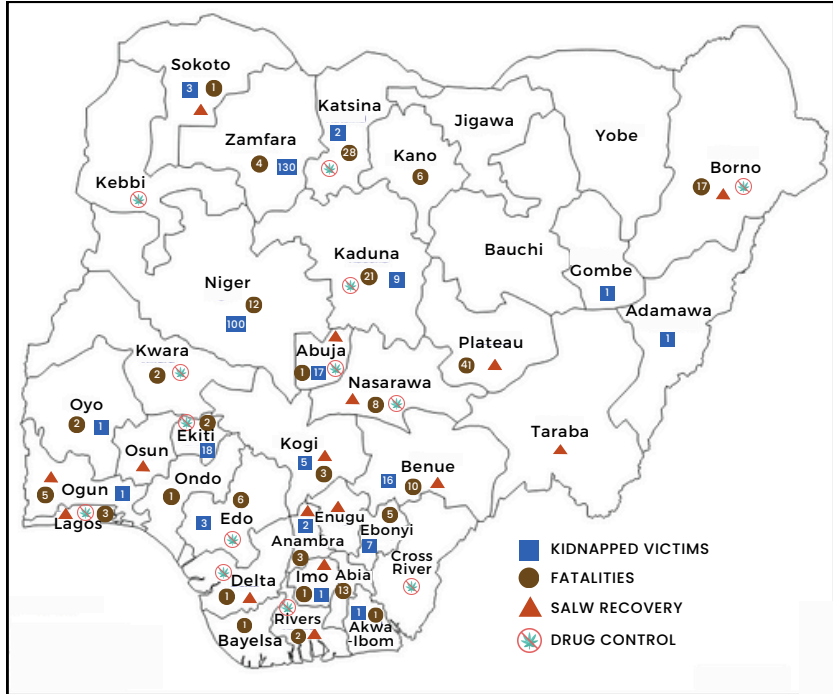 Sokoto
3 1
Katsina
2
28
Zamfara
4 130
Jigawa
Kano
6
Yobe
Borno
17
Kebbi
Kaduna
21 9
Bauchi
Gombe
1
Niger
12
100
Adamawa
1
Kwara
2
Abuja
1 17
Plateau
41
Nasarawa
8
Oyo
2 1
Ekiti
2
18
Osun
Kogi
5
3
Benue
16 10
Taraba
Ogun
5 1
Lagos
3
Ondo
1
Edo
6
3
Enugu
2
Ebonyi
5
7
Anambra
3
Cross
River
Delta
1
Imo
1 1
Abia
13
Bayelsa
1
Rivers
2
Akwa
-Ibom
1 1
KIDNAPPED VICTIMS
FATALITIES
SALW RECOVERY
DRUG CONTROL